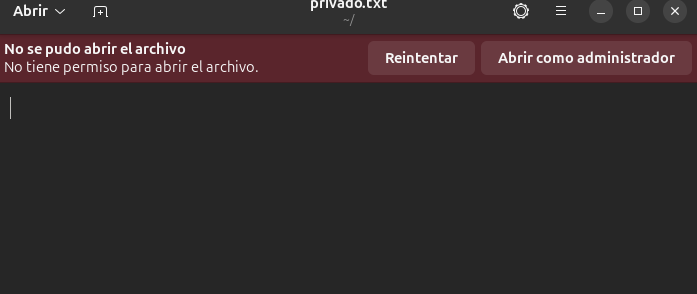 Abrir
privado.txt
~/
No se pudo abrir el archivo
No tiene permiso para abrir el archivo.
Reintentar
Abrir como administrador